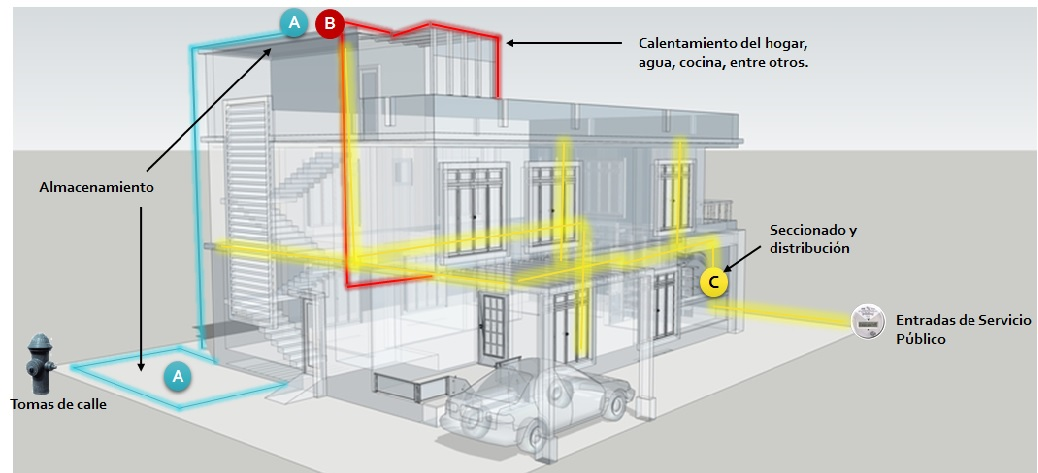 A
B
Calentamiento del hogar,
agua, cocina, entre otros.
Almacenamiento
Seccionado y
distribución
C
Entradas de Servicio
Público
A
Tomas de calle